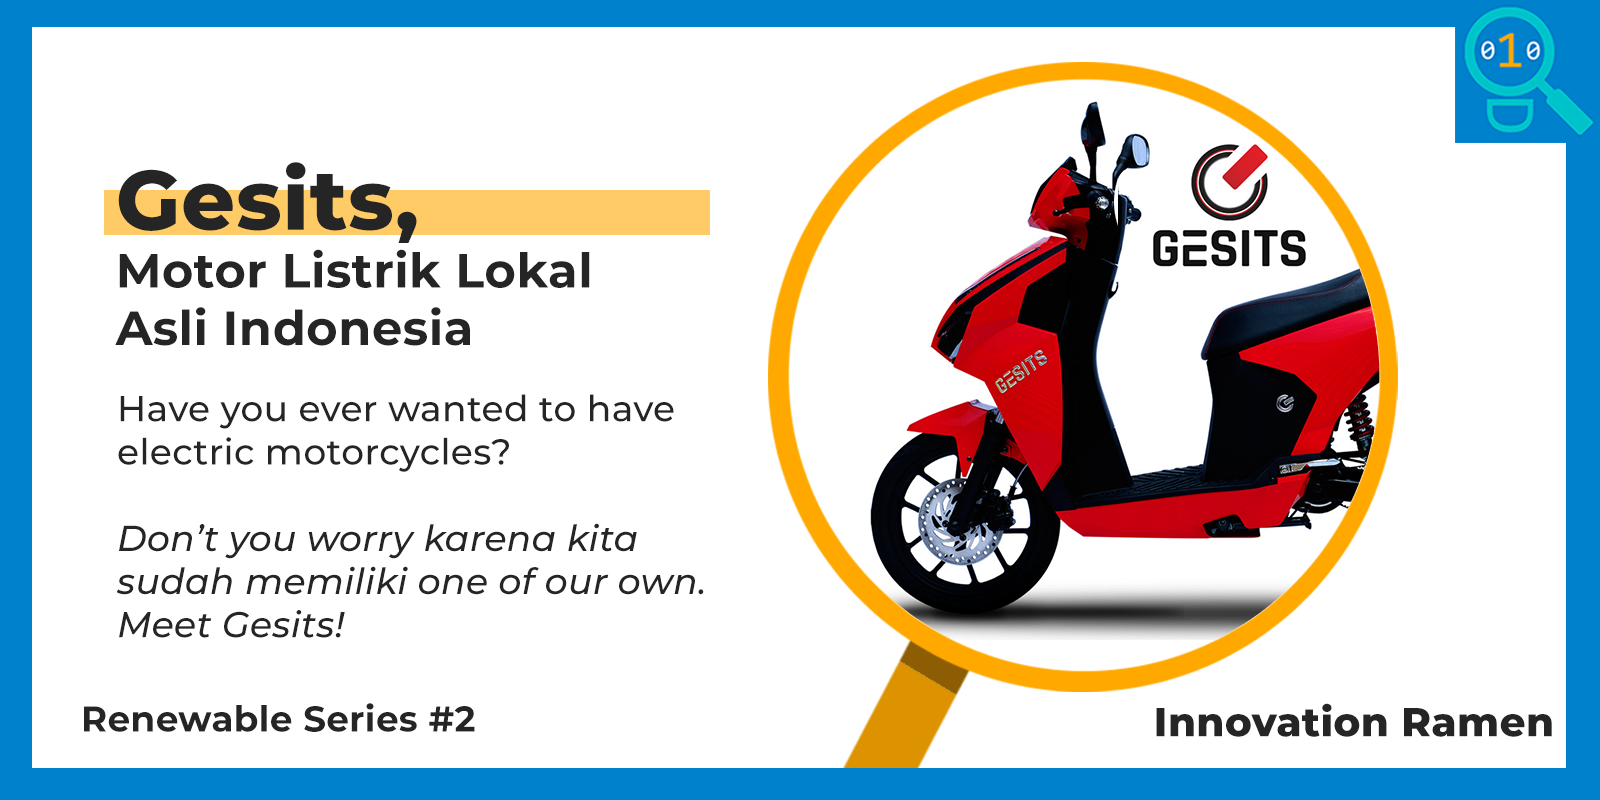 010
Gesits,
Motor Listrik Lokal
Asli Indonesia
Have you ever wanted to have
electric motorcycles?
Don’t you worry karena kita
sudah memiliki one of our own.
Meet Gesits!
GESITS
GESITS
Renewable Series #2
Innovation Ramen